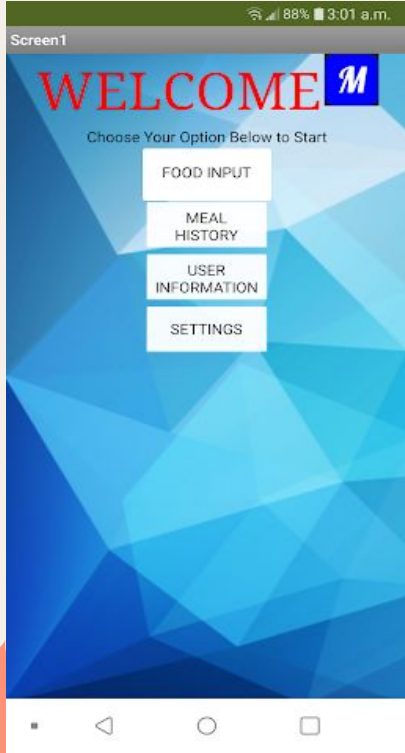 88% 3:01 a.m.
Screen1
WELCOME M
Choose Your Option Below to Start
FOOD INPUT
MEAL
HISTORY
USER
INFORMATION
SETTINGS